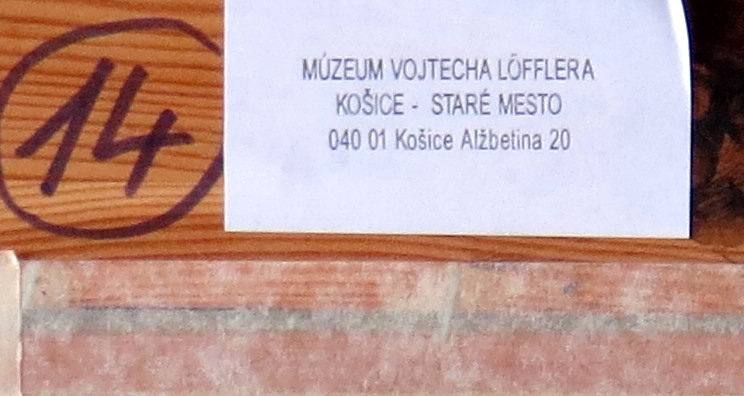 14
MÚZEUM VOJTECHA LÖFFLERA
KOŠICE - STARÉ MESTO
040 01 Košice Alžbetina 20